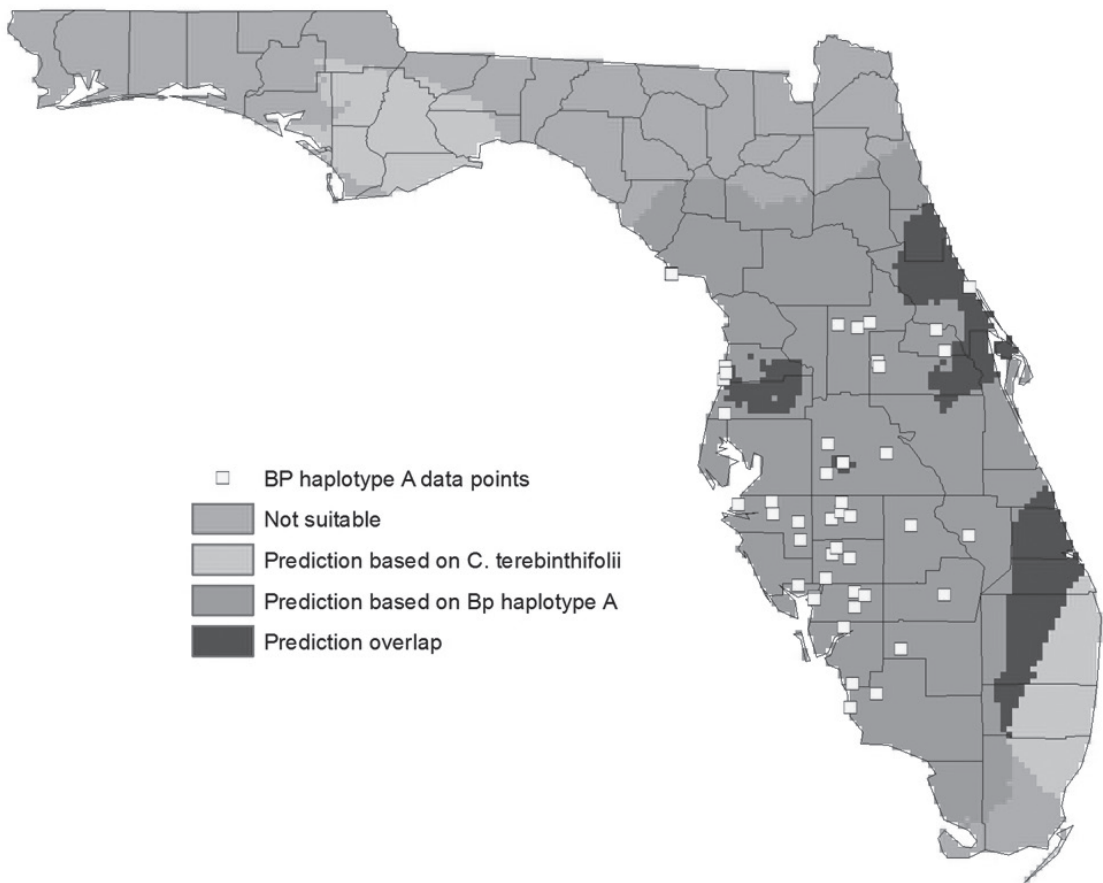 BP haplotype A data points
Not suitable
Prediction based on C. terebinthifolii
Prediction based on Bp haplotype A
Prediction overlap